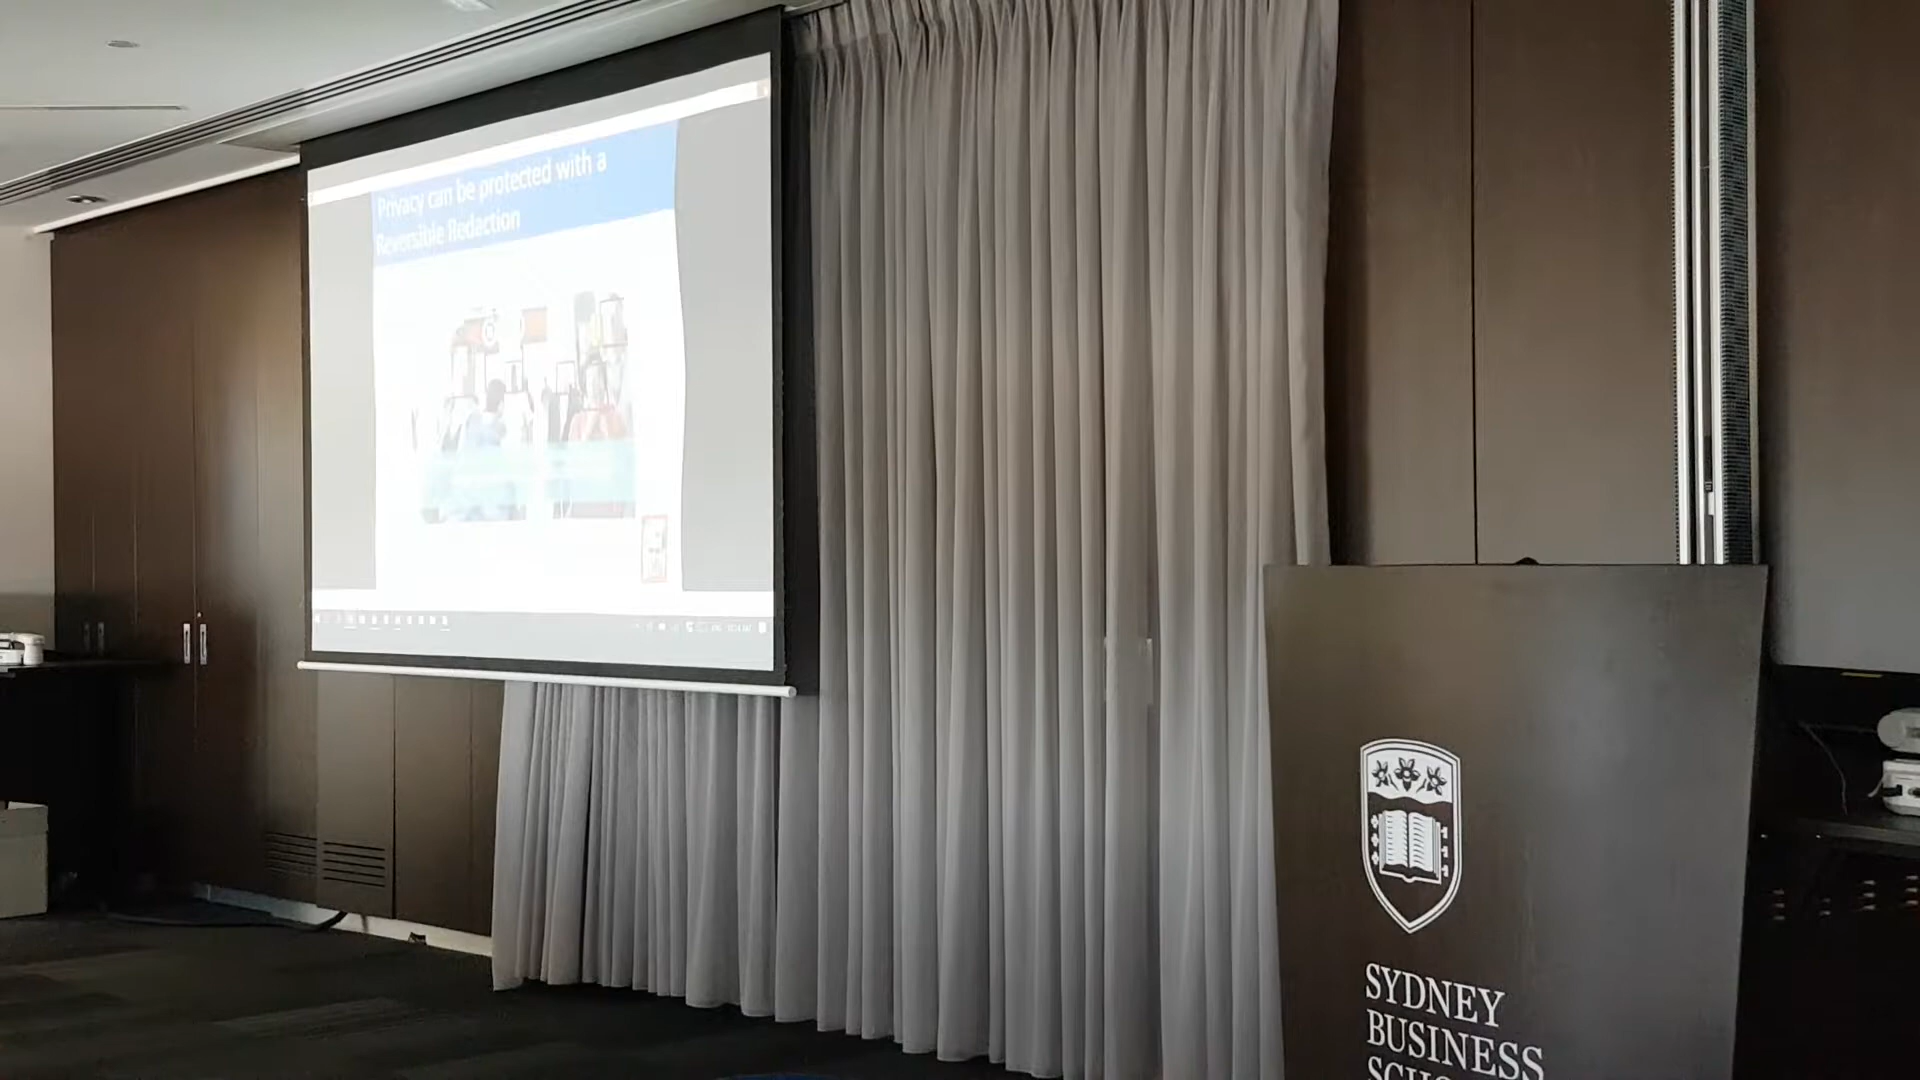 Privacy can be protected with a
Reversible Redaction
SYDNEY
BUSINESS